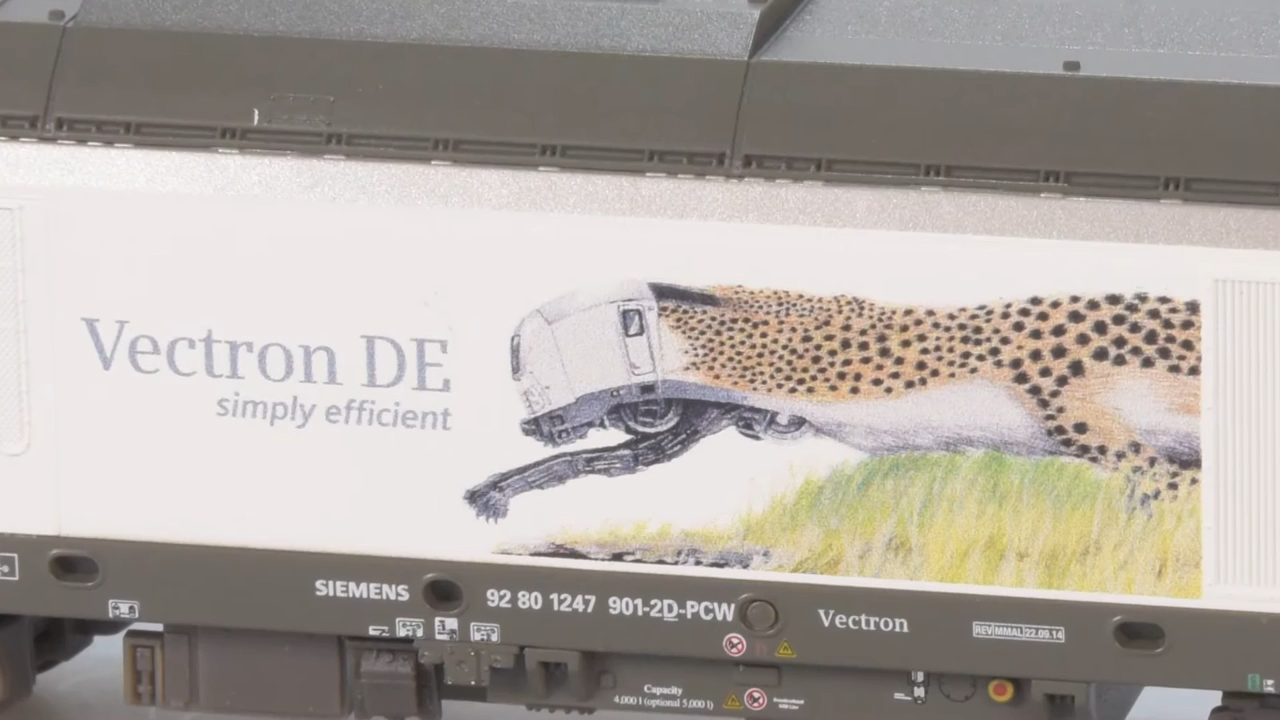 Vectron DE
simply efficient
SIEMENS
92 80 1247 901-2D-PCW
Vectron
REV MMAL 22.09.14
Capacity
4,000 l (optional 5,000 l)